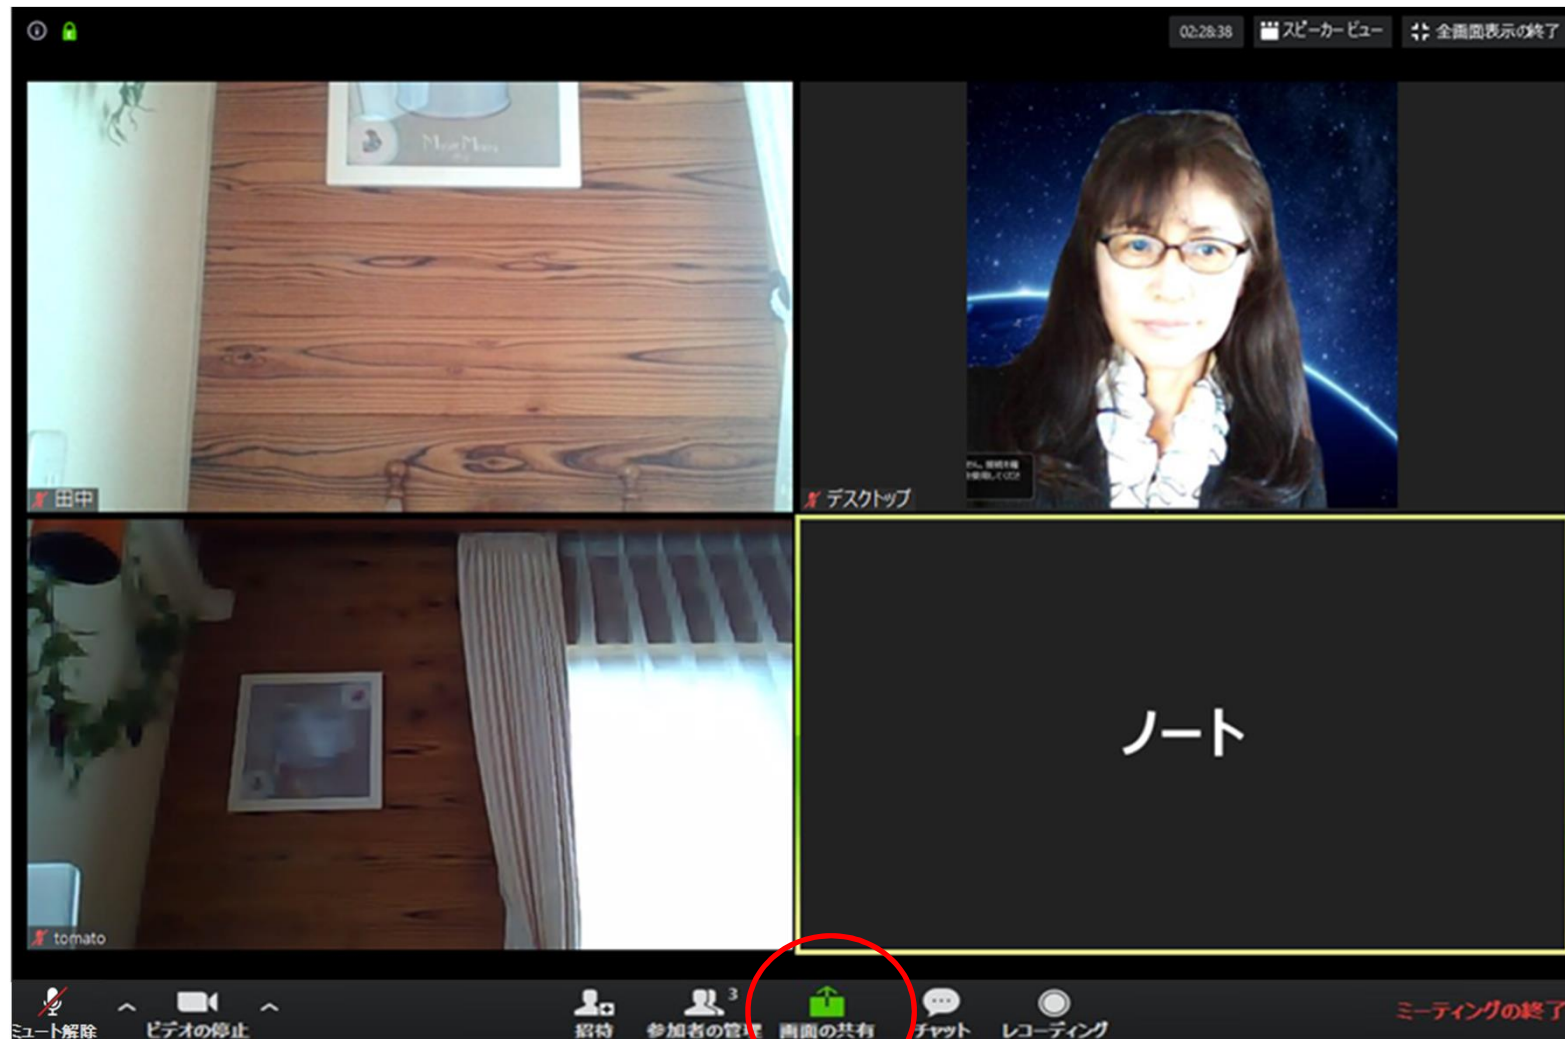 02:28:38
スピーカー ビュー
全画面表示の終了
田中
デスクトップ
ノート
tomato
ミュート解除
ビデオの停止
招待
3
参加者の管理
画面の共有
チャット
レコーディング
ミーティングの終了